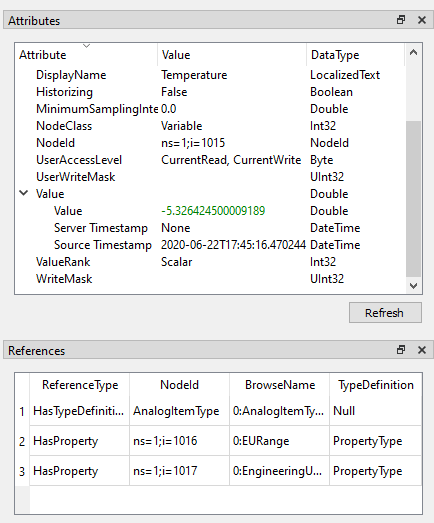 Attributes
Attribute Value DataType
DisplayName Temperature LocalizedText
Historizing False Boolean
MinimumSamplingInte 0.0 Double
NodeClass Variable Int32
NodeId ns=1;i=1015 NodeId
UserAccessLevel CurrentRead, CurrentWrite Byte
UserWriteMask UInt32
Value Double
Value -5.326424500009189 Double
Server Timestamp None DateTime
Source Timestamp 2020-06-22T17:45:16.470244 DateTime
ValueRank Scalar Int32
WriteMask UInt32
Refresh
References
ReferenceType NodeId BrowseName TypeDefinition
1 HasTypeDefiniti... AnalogItemType 0:AnalogItemTy... Null
2 HasProperty ns=1;i=1016 0:EURange PropertyType
3 HasProperty ns=1;i=1017 0:EngineeringU... PropertyType